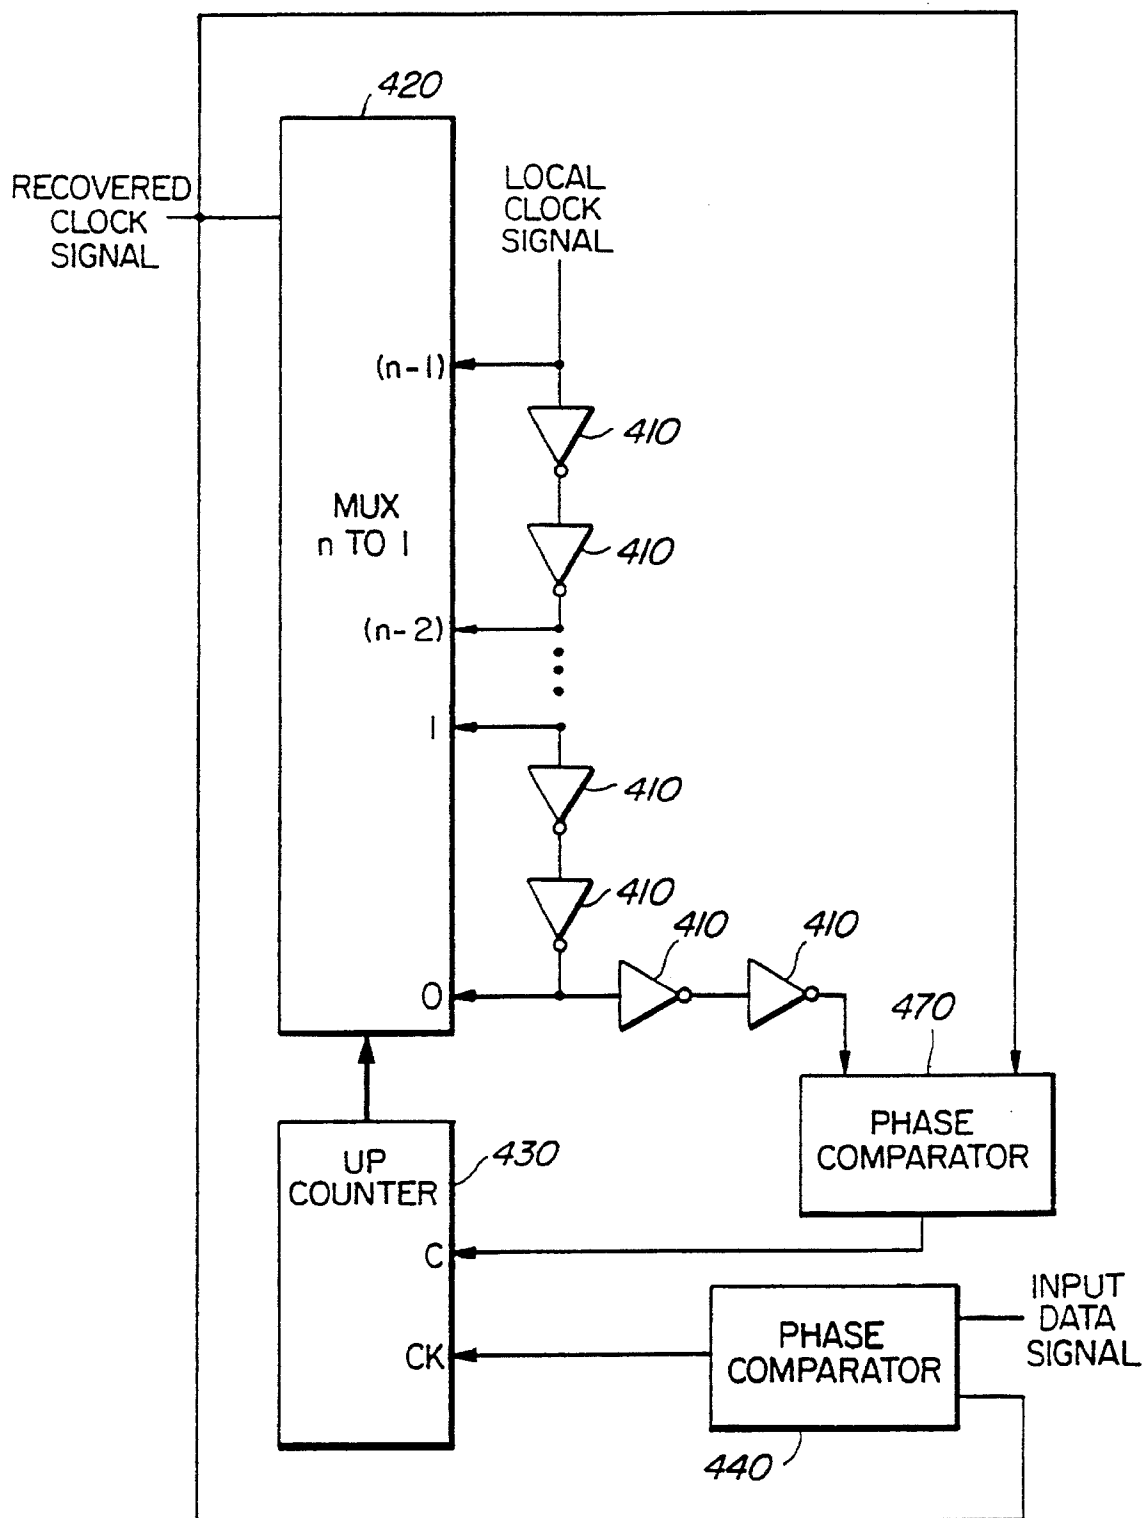 420
RECOVERED
CLOCK
SIGNAL
LOCAL
CLOCK
SIGNAL
(n-1)
410
MUX
n TO 1
410
(n-2)
1
410
410
410
410
0
470
PHASE
COMPARATOR
UP
COUNTER
430
C
INPUT
DATA
SIGNAL
PHASE
COMPARATOR
CK
440